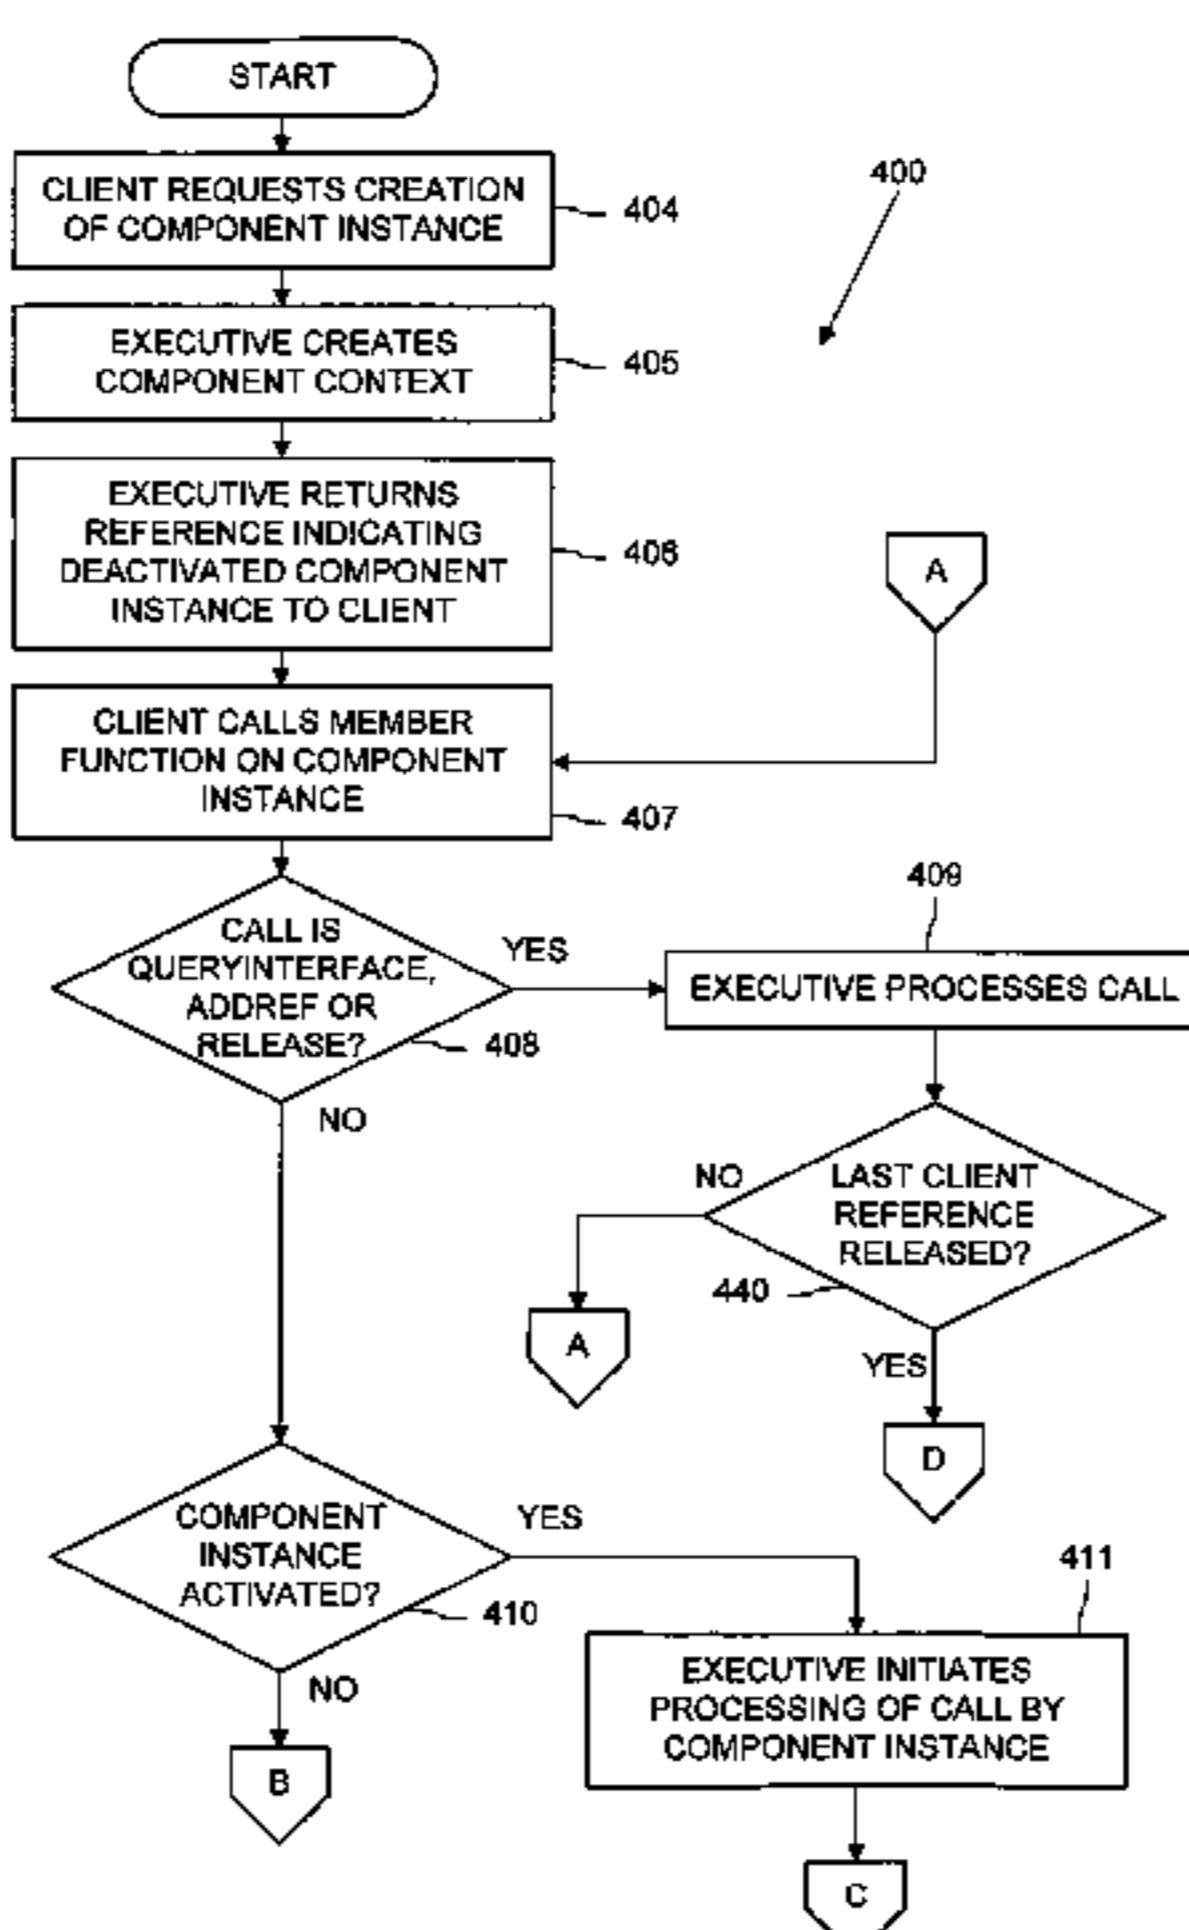 START
CLIENT REQUESTS CREATION
OF COMPONENT INSTANCE
404
400
EXECUTIVE CREATES
COMPONENT CONTEXT
405
EXECUTIVE RETURNS
REFERENCE INDICATING
DEACTIVATED COMPONENT
INSTANCE TO CLIENT
406
A
CLIENT CALLS MEMBER
FUNCTION ON COMPONENT
INSTANCE
407
CALL IS
QUERYINTERFACE,
ADDREF OR
RELEASE?
408
YES
NO
409
EXECUTIVE PROCESSES CALL
LAST CLIENT
REFERENCE
RELEASED?
440
NO
A
YES
D
COMPONENT
INSTANCE
ACTIVATED?
410
YES
NO
B
411
EXECUTIVE INITIATES
PROCESSING OF CALL BY
COMPONENT INSTANCE
C